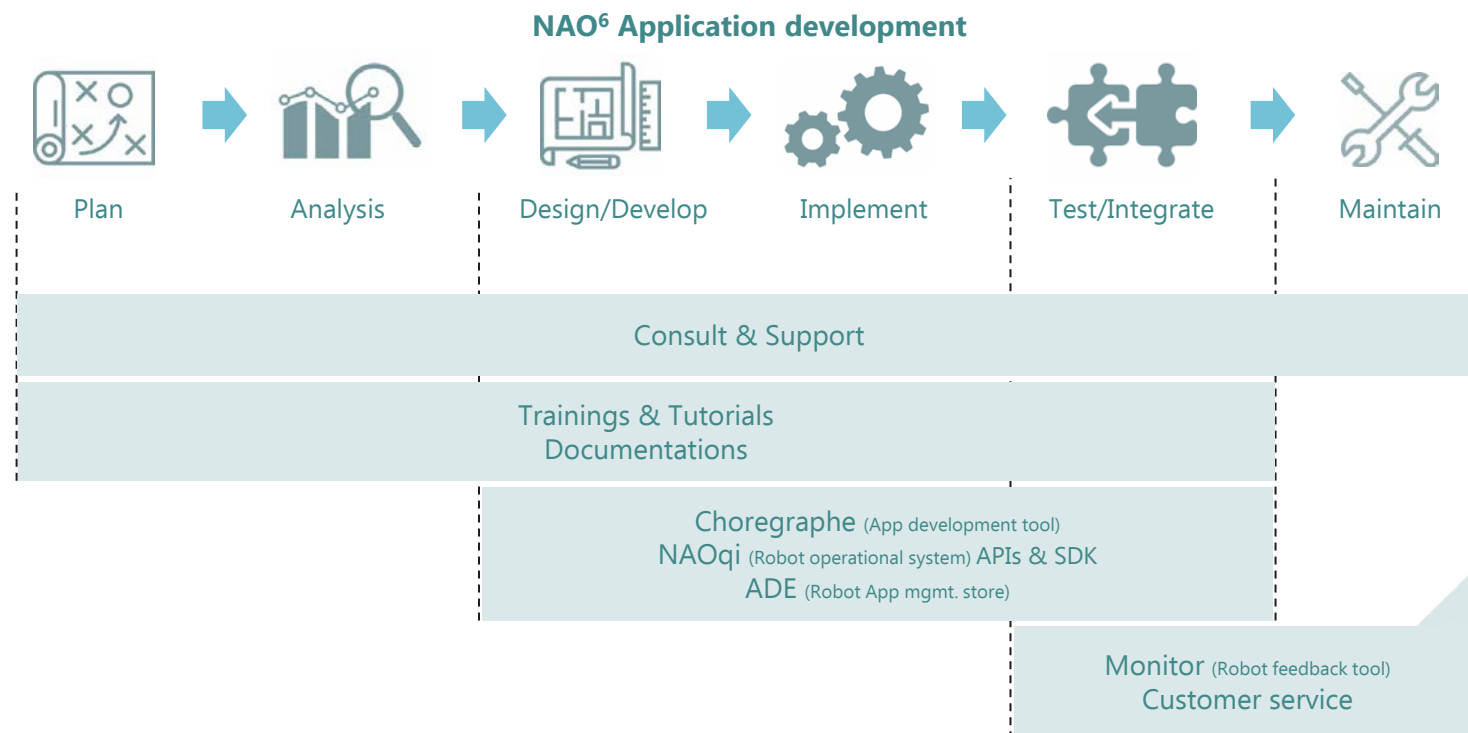 NAO⁶ Application development
Plan
Analysis
Design/Develop
Implement
Test/Integrate
Maintain
Consult & Support
Trainings & Tutorials
Documentations
Choregraphe (App development tool)
NAOqi (Robot operational system) APIs & SDK
ADE (Robot App mgmt. store)
Monitor (Robot feedback tool)
Customer service